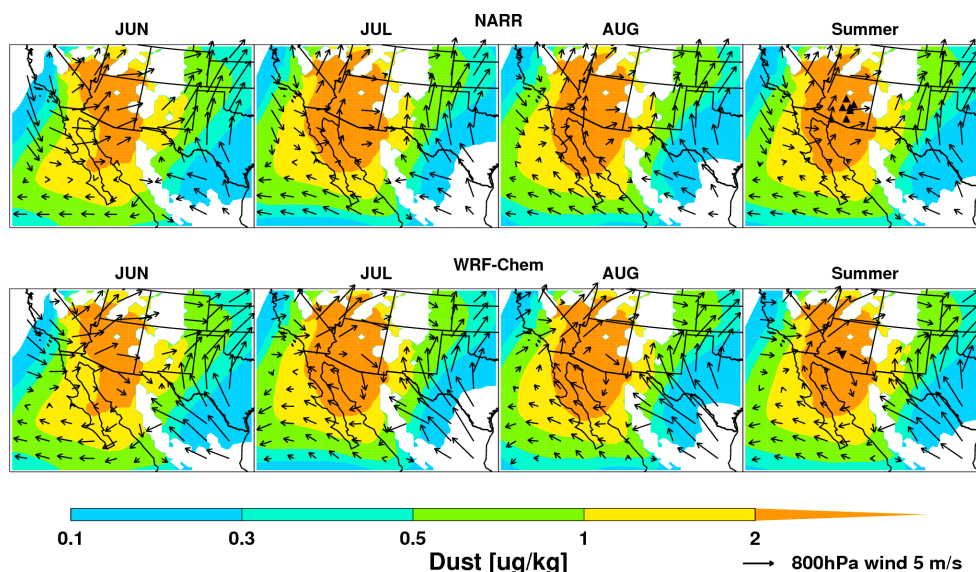 NARR
JUN JUL AUG Summer
WRF-Chem
JUN JUL AUG Summer
0.1 0.3 0.5 1 2
Dust [ug/kg]
800hPa wind 5 m/s